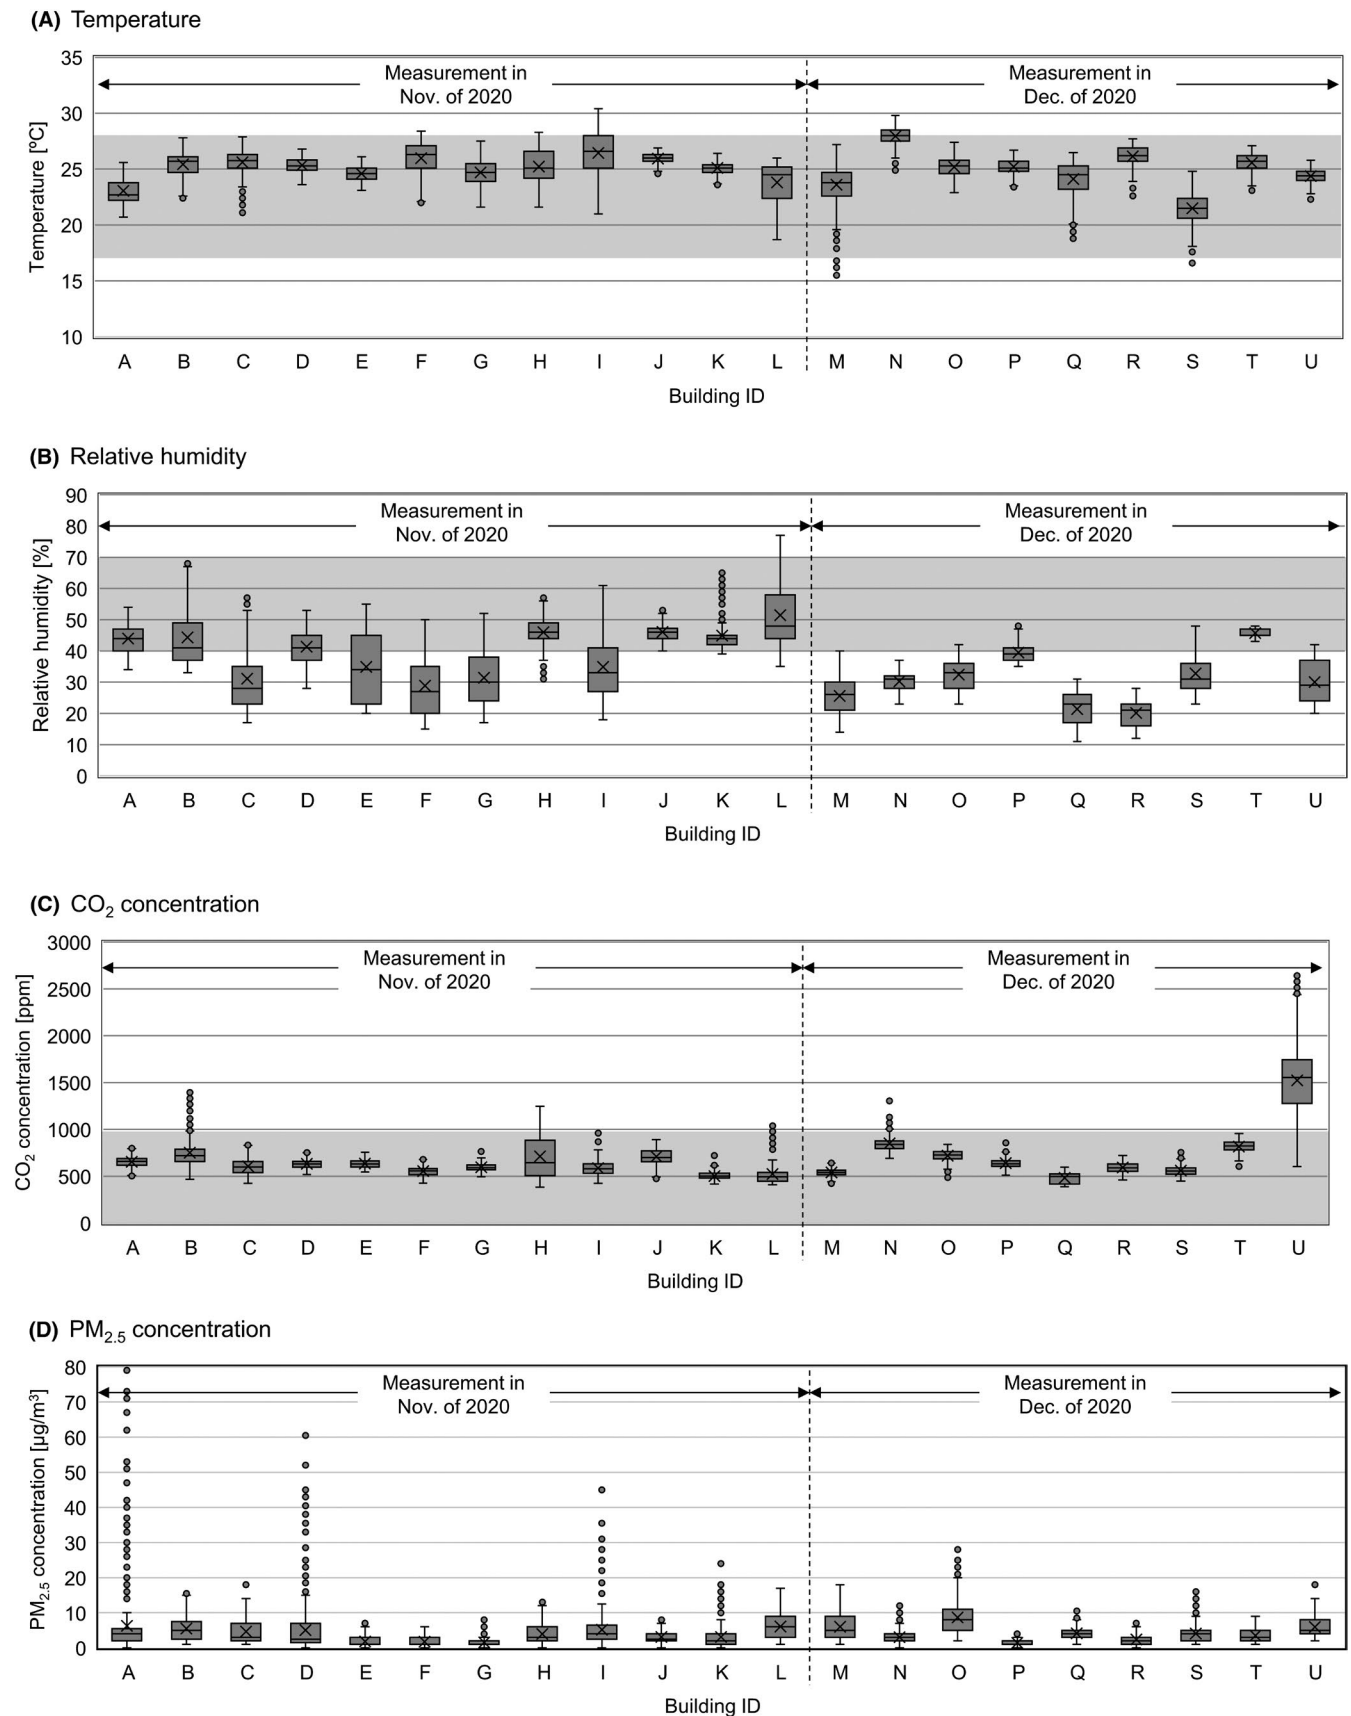 (A) Temperature
Temperature [ºC]
35
30
25
20
15
10
Measurement in
Nov. of 2020
Measurement in
Dec. of 2020
A B C D E F G H I J K L M N O P Q R S T U
Building ID
(B) Relative humidity
Relative humidity [%]
90
80
70
60
50
40
30
20
10
0
Measurement in
Nov. of 2020
Measurement in
Dec. of 2020
A B C D E F G H I J K L M N O P Q R S T U
Building ID
(C) CO2 concentration
CO2 concentration [ppm]
3000
2500
2000
1500
1000
500
0
Measurement in
Nov. of 2020
Measurement in
Dec. of 2020
A B C D E F G H I J K L M N O P Q R S T U
Building ID
(D) PM2.5 concentration
PM2.5 concentration [µg/m³]
80
70
60
50
40
30
20
10
0
Measurement in
Nov. of 2020
Measurement in
Dec. of 2020
A B C D E F G H I J K L M N O P Q R S T U
Building ID